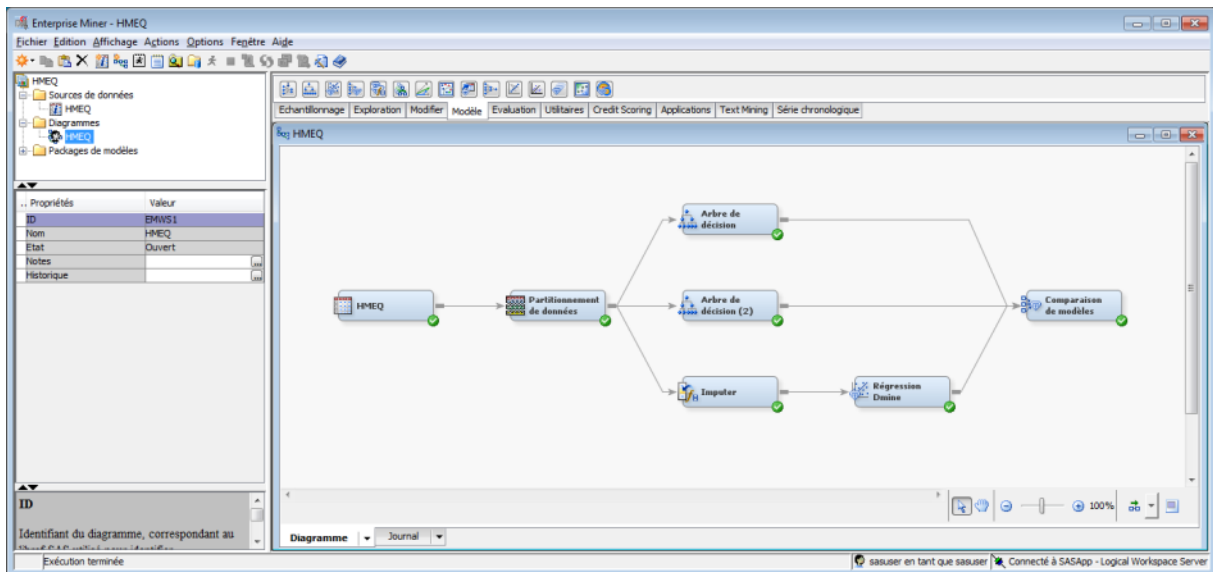 Enterprise Miner - HMEQ
Fichier Edition Affichage Actions Options Fenêtre Aide
HMEQ
Sources de données
HMEQ
Diagrammes
HMEQ
Packages de modèles
.. Propriétés Valeur
ID EMWS1
Nom HMEQ
Etat Ouvert
Notes ...
Historique ...
ID
Identifiant du diagramme, correspondant au
Echantillonnage Exploration Modifier Modèle Evaluation Utilitaires Credit Scoring Applications Text Mining Série chronologique
HMEQ
Arbre de
décision
HMEQ
Partitionnement
de données
Arbre de
décision (2)
Comparaison
de modèles
Imputer
Régression
Dmine
100%
Diagramme Journal
Exécution terminée
sasuser en tant que sasuser Connecté à SASApp - Logical Workspace Server